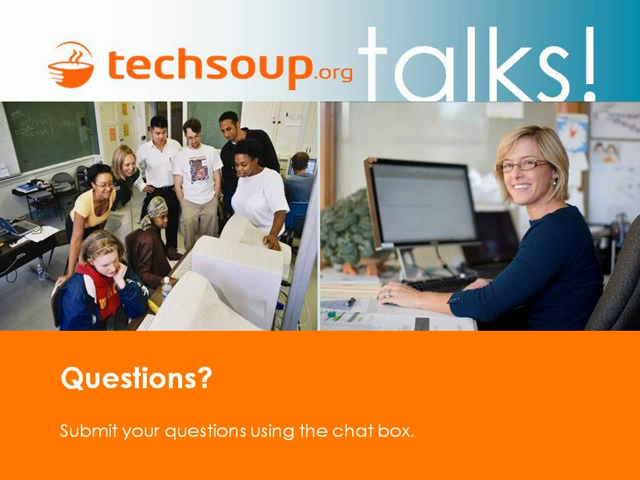 techsoup.org talks!
Questions?
Submit your questions using the chat box.